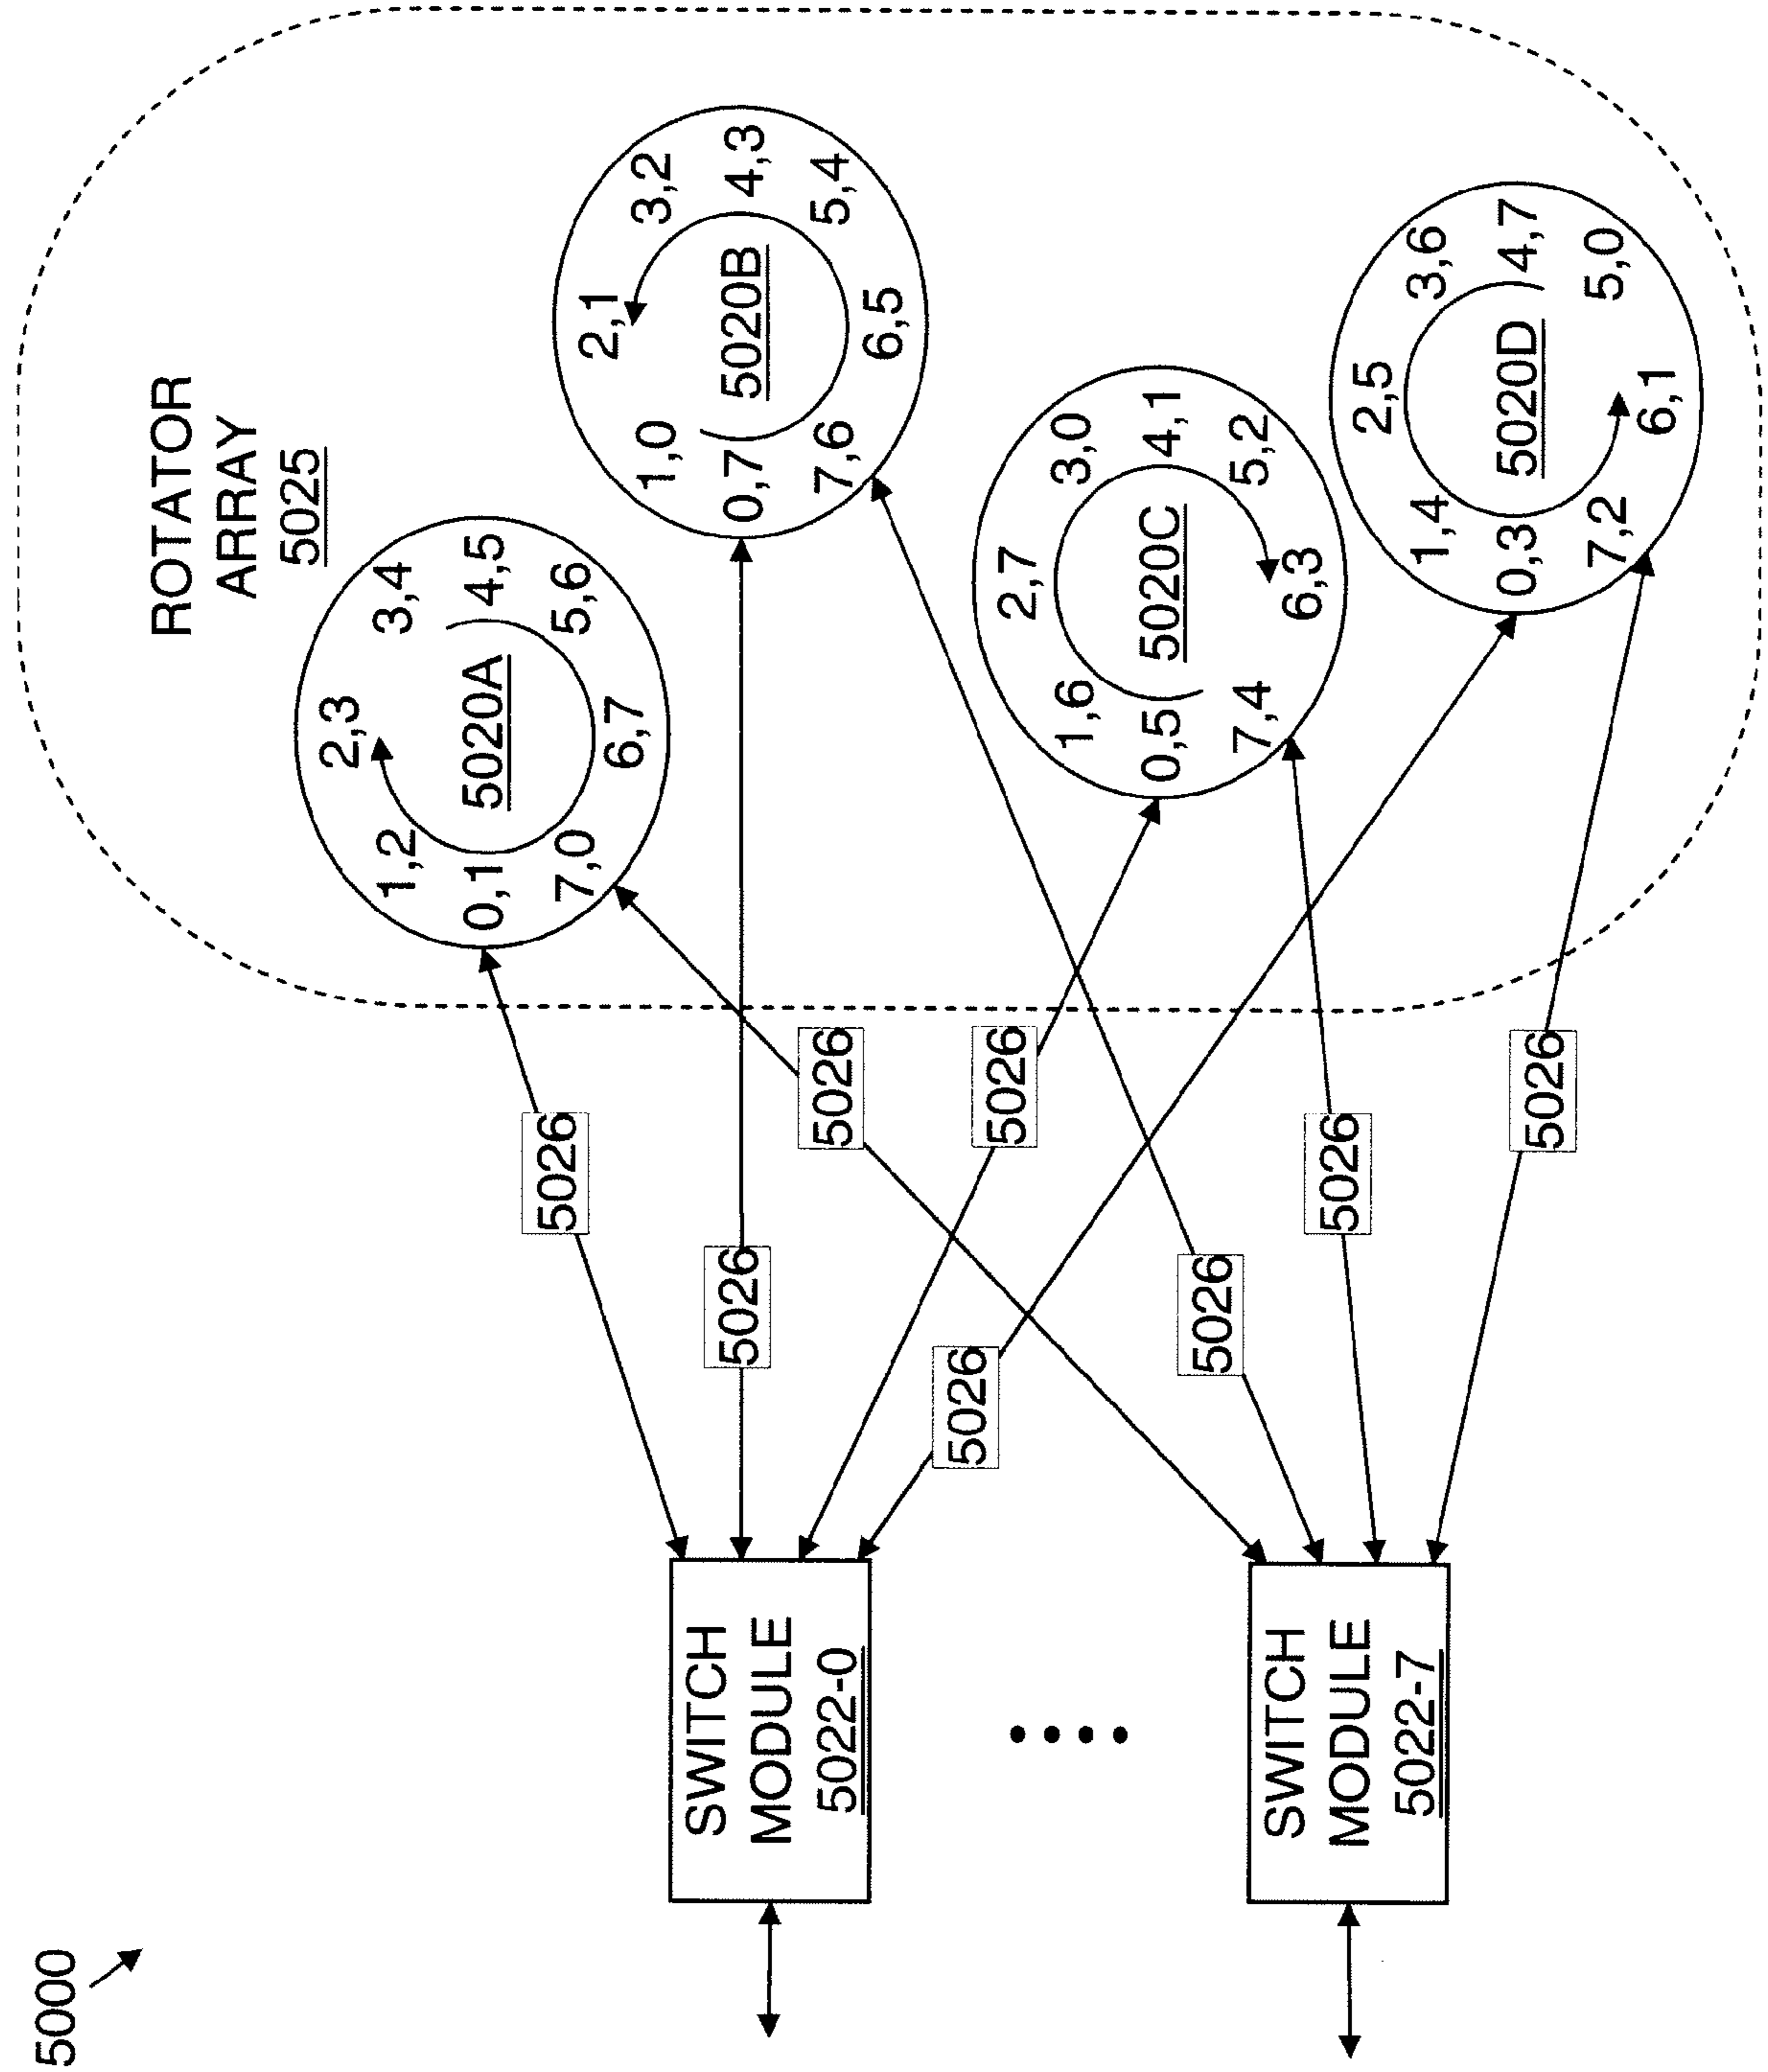 5000
ROTATOR
ARRAY
5025
2,3
1,2 3,4
0,1 5020A 4,5
7,0 5,6
6,7
2,1
1,0 3,2
0,7 5020B 4,3
7,6 5,4
6,5
2,7
1,6 3,0
0,5 5020C 4,1
7,4 5,2
6,3
2,5
1,4 3,6
0,3 5020D 4,7
7,2 5,0
6,1
5026
5026
5026
5026
5026
5026
5026
5026
SWITCH
MODULE
5022-0
SWITCH
MODULE
5022-7